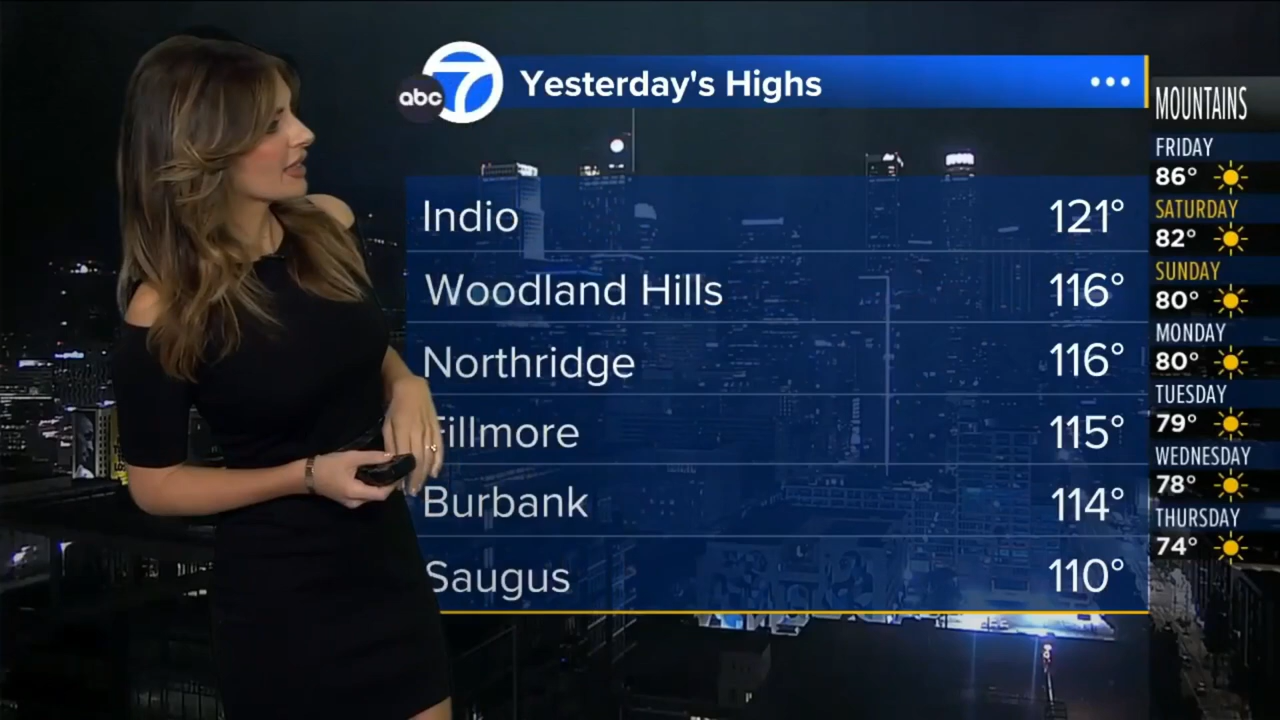 abc 7
Yesterday's Highs
Indio 121°
Woodland Hills 116°
Northridge 116°
Fillmore 115°
Burbank 114°
Saugus 110°
MOUNTAINS
FRIDAY
86°
SATURDAY
82°
SUNDAY
80°
MONDAY
80°
TUESDAY
79°
WEDNESDAY
78°
THURSDAY
74°